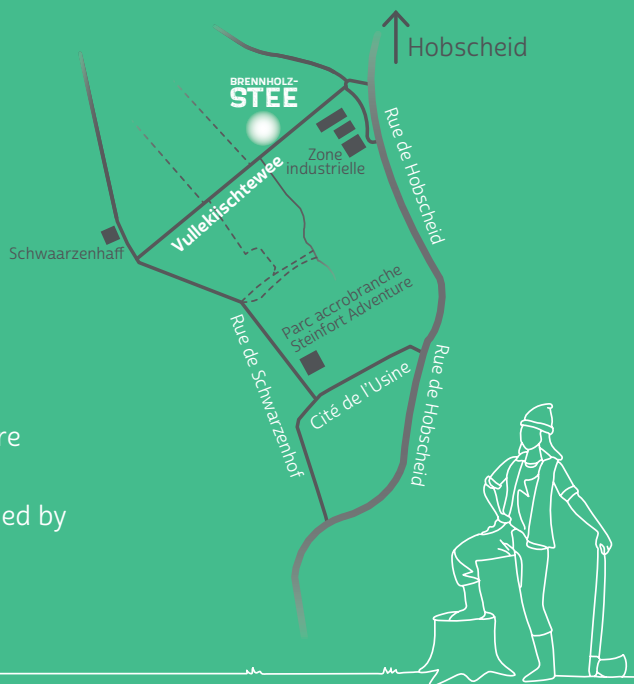 Hobscheid
BRENNHOLZ-
STEE
Rue de Hobscheid
Zone
industrielle
Vullekiischtewee
Schwaarzenhaff
Parc accrobranche
Steinfort Adventure
Rue de Schwarzenhof
Cité de l'Usine
Rue de Hobscheid
re
ed by